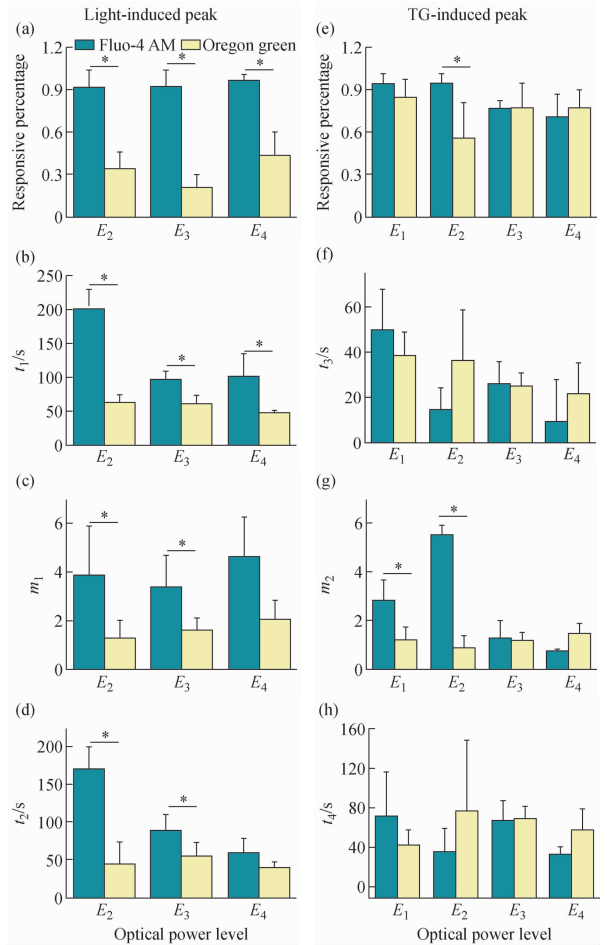 Light-induced peak
TG-induced peak
(a)
Fluo-4 AM
Oregon green
Responsive percentage
1.2
0.9
0.6
0.3
0
*
*
*
E2
E3
E4
(e)
Responsive percentage
1.2
0.9
0.6
0.3
0
*
E1
E2
E3
E4
(b)
t1/s
250
200
150
100
50
0
*
*
*
E2
E3
E4
(f)
t3/s
60
40
20
0
E1
E2
E3
E4
(c)
m1
6
4
2
0
*
*
E2
E3
E4
(g)
m2
6
4
2
0
*
*
E1
E2
E3
E4
(d)
t2/s
200
150
100
50
0
*
*
E2
E3
E4
Optical power level
(h)
t4/s
160
120
80
40
0
E1
E2
E3
E4
Optical power level